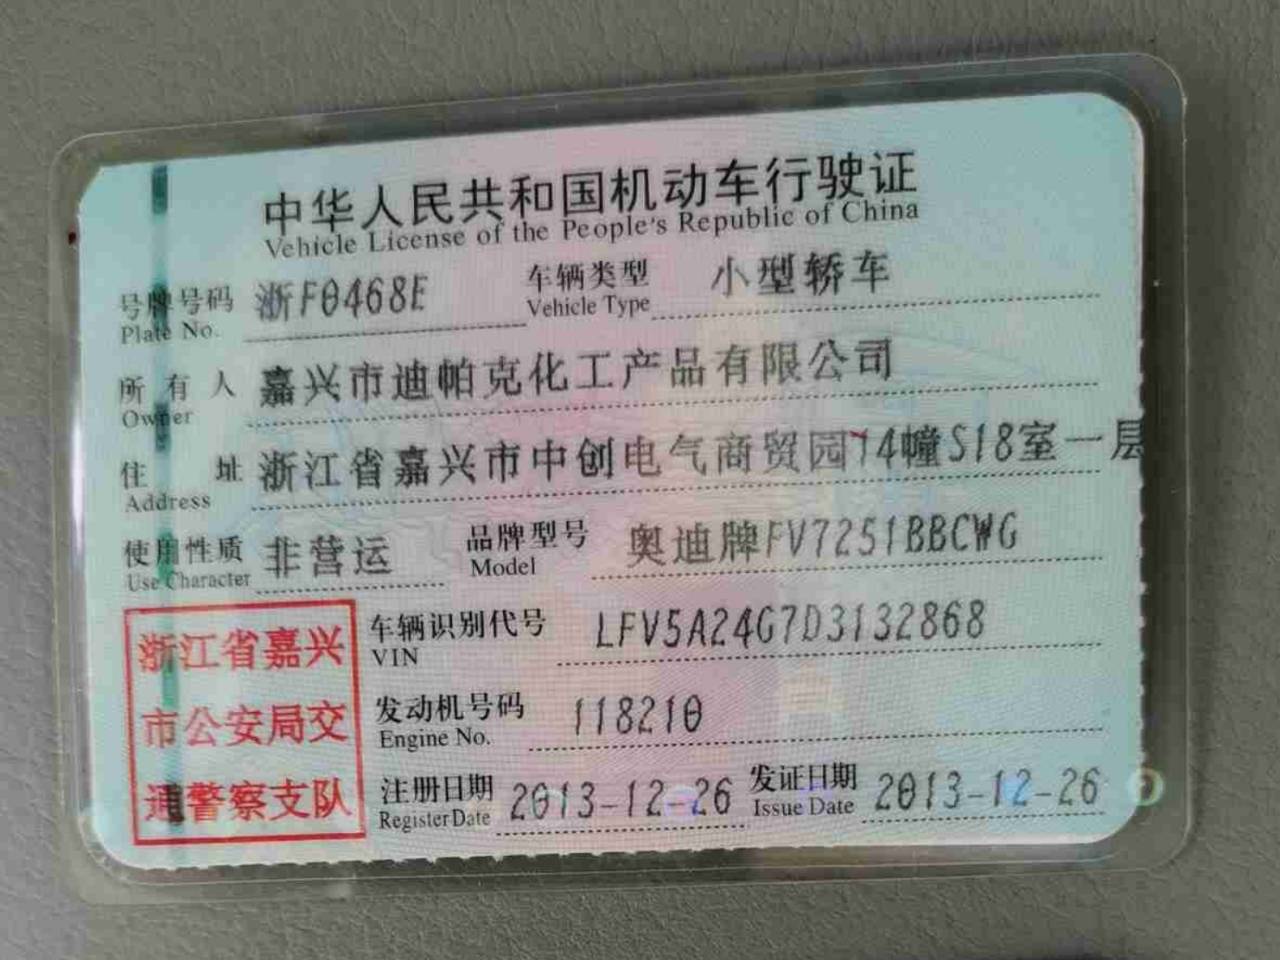 中华人民共和国机动车行驶证
Vehicle License of the People's Republic of China
号牌号码 浙F0468E 车辆类型 小型轿车
Plate No. Vehicle Type
所有人 嘉兴市迪帕克化工产品有限公司
Owner
住址 浙江省嘉兴市中创电气商贸园14幢S18室一层
Address
使用性质 非营运 品牌型号 奥迪牌FV7251BBCWG
Use Character Model
车辆识别代号 LFV5A24G7D3132868
VIN
发动机号码 118210
Engine No.
注册日期 2013-12-26 发证日期 2013-12-26
Register Date Issue Date
浙江省嘉兴
市公安局交
通警察支队